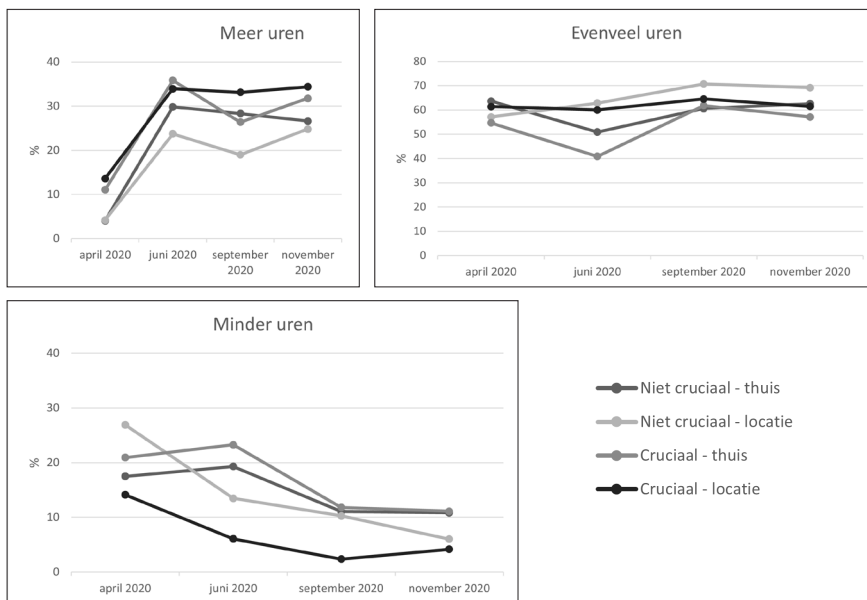 Meer uren
40
30
20
10
0
%
april 2020
juni 2020
september
2020
november
2020
Evenveel uren
80
70
60
50
40
30
20
10
0
%
april 2020
juni 2020
september 2020
november 2020
Minder uren
40
30
20
10
0
%
april 2020
juni 2020
september 2020
november 2020
Niet cruciaal - thuis
Niet cruciaal - locatie
Cruciaal - thuis
Cruciaal - locatie